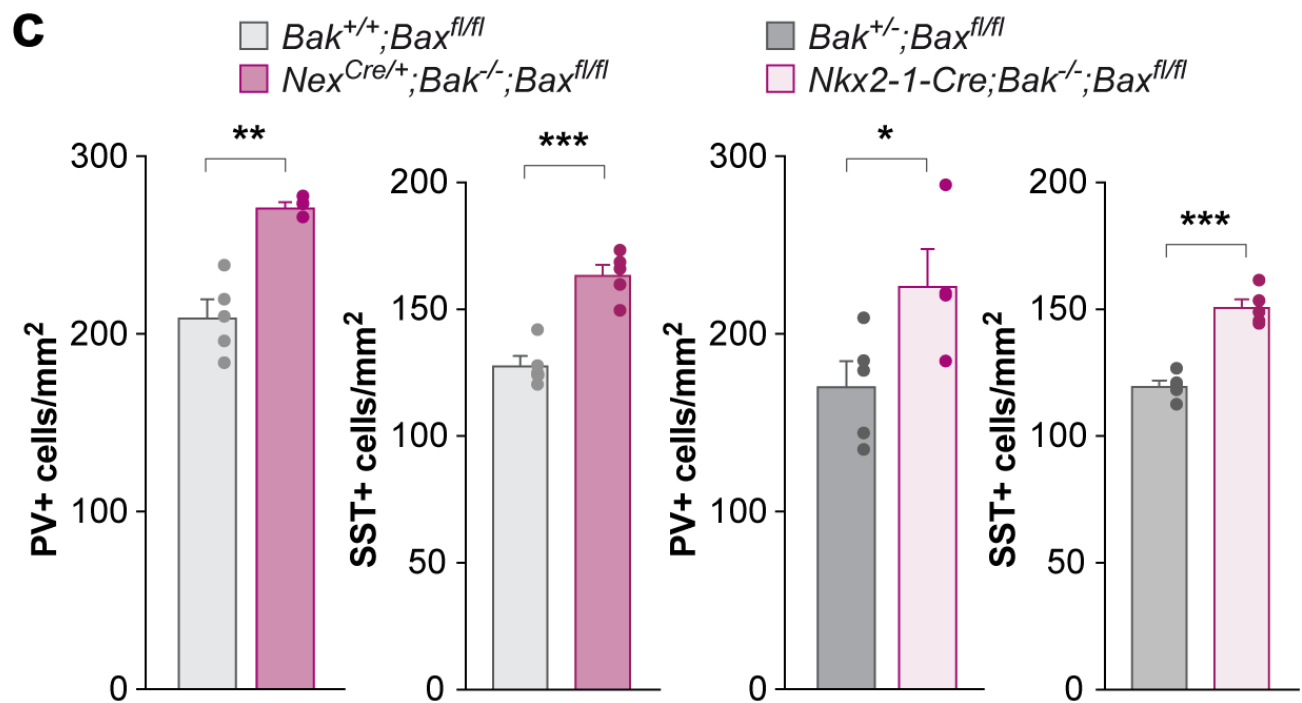 c
Bak+/+;Baxfl/fl
NexCre/+;Bak-/-;Baxfl/fl
Bak+/-;Baxfl/fl
Nkx2-1-Cre;Bak-/-;Baxfl/fl
PV+ cells/mm2
300
200
100
0
**
SST+ cells/mm2
200
150
100
50
0
***
PV+ cells/mm2
300
200
100
0
*
SST+ cells/mm2
200
150
100
50
0
***